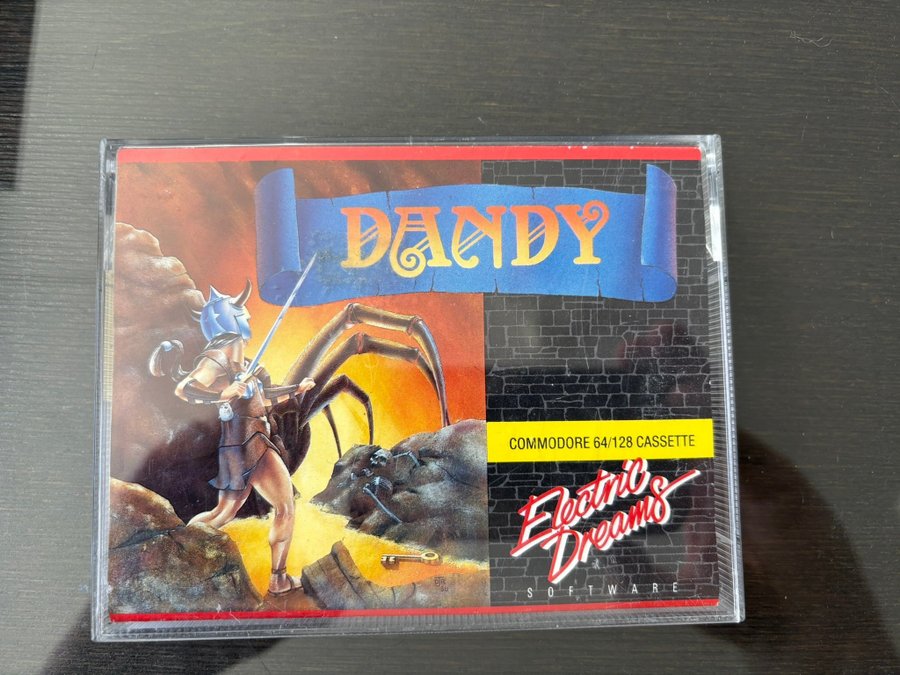 DANDY
COMMODORE 64/128 CASSETTE
Electric
Dreams
SOFTWARE